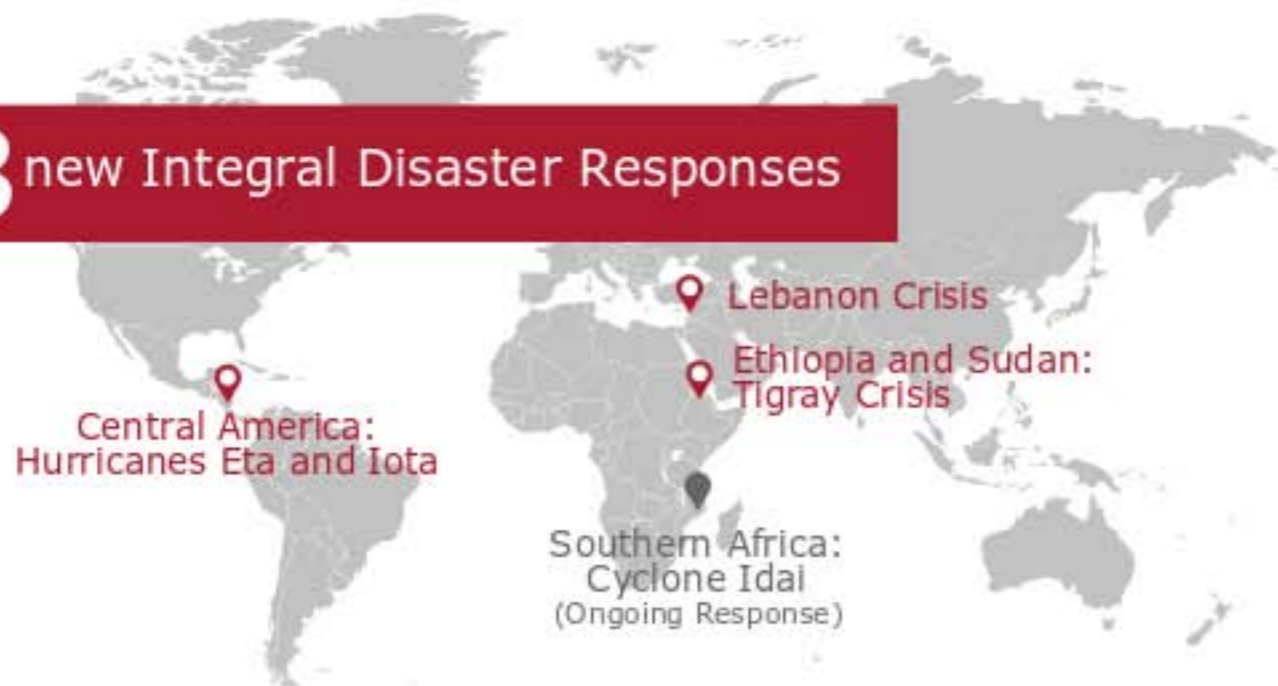 3 new Integral Disaster Responses
Lebanon Crisis
Ethiopia and Sudan:
Tigray Crisis
Central America:
Hurricanes Eta and Iota
Southern Africa:
Cyclone Idai
(Ongoing Response)